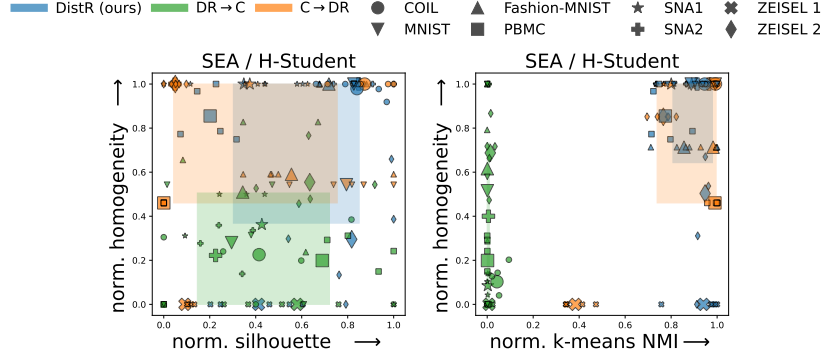 DistR (ours) DR→C C→DR COIL Fashion-MNIST SNA1 ZEISEL 1
MNIST PBMC SNA2 ZEISEL 2
SEA / H-Student
norm. homogeneity →
1.0
0.8
0.6
0.4
0.2
0.0
0.0 0.2 0.4 0.6 0.8 1.0
norm. silhouette →
SEA / H-Student
norm. homogeneity →
1.0
0.8
0.6
0.4
0.2
0.0
0.0 0.2 0.4 0.6 0.8 1.0
norm. k-means NMI →